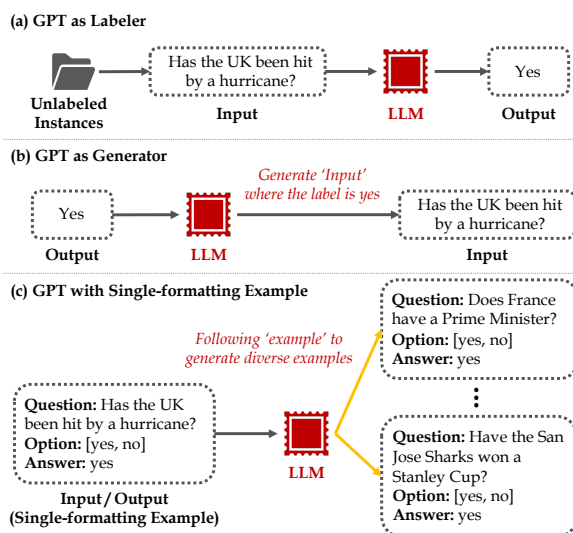 (a) GPT as Labeler
Unlabeled
Instances
Has the UK been hit
by a hurricane?
Input
LLM
Yes
Output
(b) GPT as Generator
Yes
Output
LLM
Generate ‘Input’
where the label is yes
Has the UK been hit
by a hurricane?
Input
(c) GPT with Single-formatting Example
Question: Has the UK
been hit by a hurricane?
Option: [yes, no]
Answer: yes
Input / Output
(Single-formatting Example)
Following ‘example’ to
generate diverse examples
LLM
Question: Does France
have a Prime Minister?
Option: [yes, no]
Answer: yes
Question: Have the San
Jose Sharks won a
Stanley Cup?
Option: [yes, no]
Answer: yes